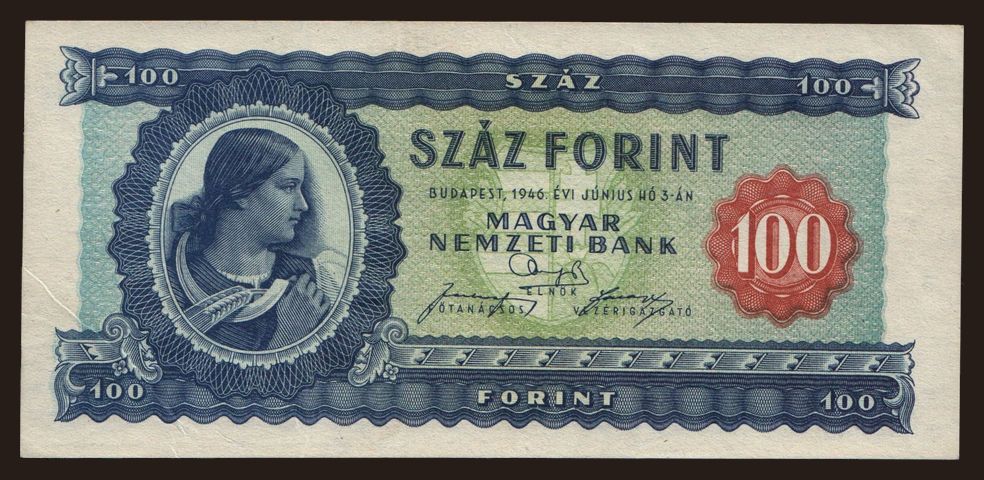 100 SZÁZ 100
SZÁZ FORINT
BUDAPEST, 1946. ÉVI JÚNIUS HÓ 3-ÁN
MAGYAR
NEMZETI BANK
100
ELNÖK
FŐTANÁCSOS VEZÉRIGAZGATÓ
100 FORINT 100